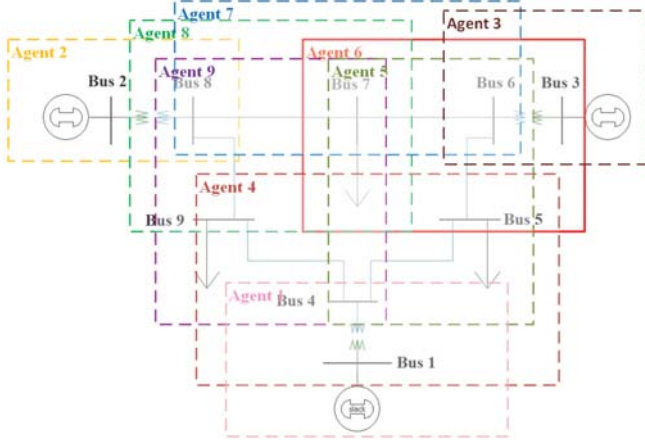 Agent 7
Agent 3
Agent 2
Agent 8
Agent 6
Agent 9
Agent 5
Bus 2
Bus 8
Bus 7
Bus 6
Bus 3
Agent 4
Bus 9
Bus 5
Agent
Bus 4
Bus 1
slack